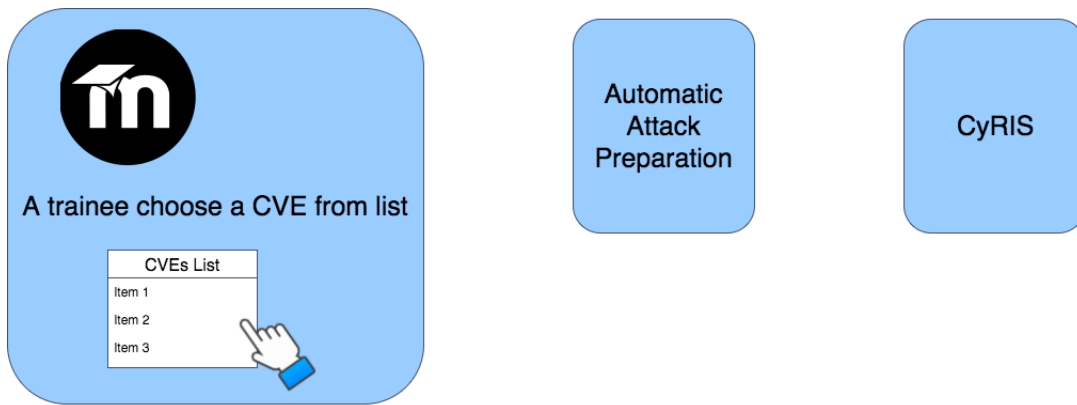 m
A trainee choose a CVE from list
CVEs List
Item 1
Item 2
Item 3
Automatic
Attack
Preparation
CyRIS